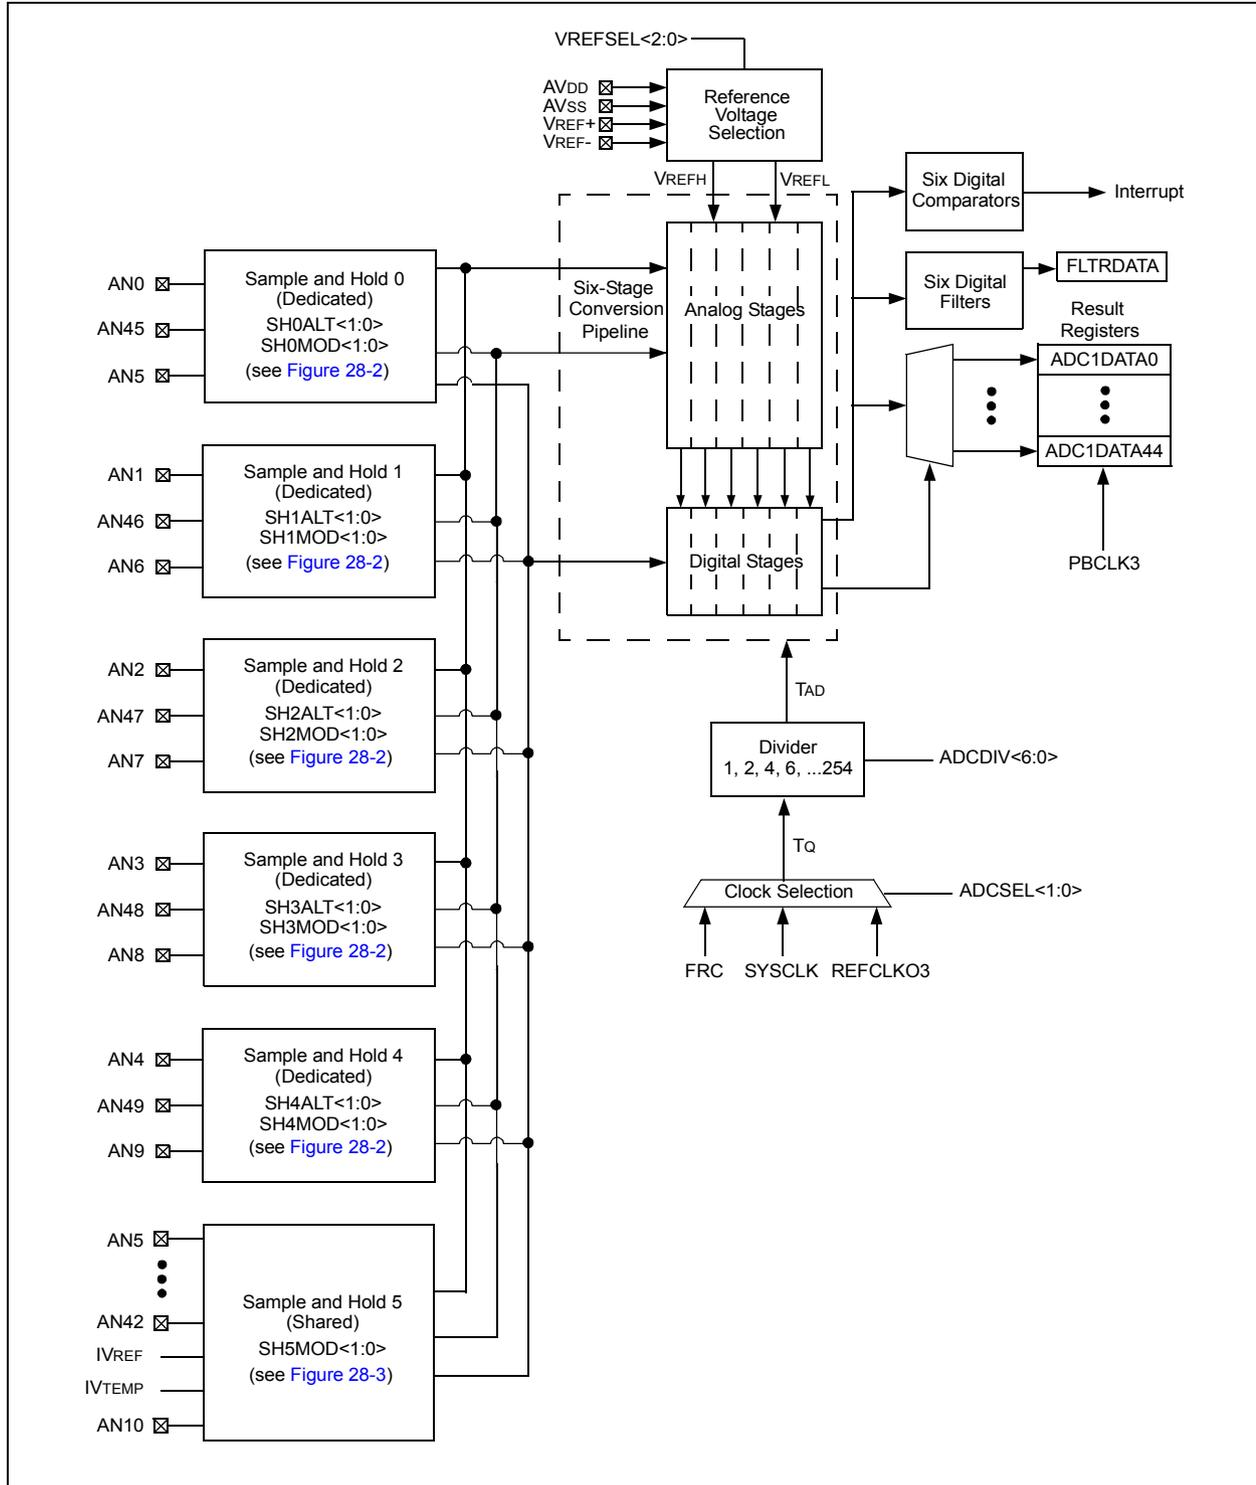 VREFSEL<2:0>
AVDD
AVSS
VREF+
VREF-
Reference
Voltage
Selection
VREFH
VREFL
Six Digital
Comparators
Interrupt
Six Digital
Filters
FLTRDATA
Result
Registers
ADC1DATA0
ADC1DATA44
PBCLK3
Six-Stage
Conversion
Pipeline
Analog Stages
Digital Stages
TAD
Divider
1, 2, 4, 6, ...254
ADCDIV<6:0>
TQ
Clock Selection
ADCSEL<1:0>
FRC
SYSCLK
REFCLKO3
AN0
AN45
AN5
Sample and Hold 0
(Dedicated)
SH0ALT<1:0>
SH0MOD<1:0>
(see Figure 28-2)
AN1
AN46
AN6
Sample and Hold 1
(Dedicated)
SH1ALT<1:0>
SH1MOD<1:0>
(see Figure 28-2)
AN2
AN47
AN7
Sample and Hold 2
(Dedicated)
SH2ALT<1:0>
SH2MOD<1:0>
(see Figure 28-2)
AN3
AN48
AN8
Sample and Hold 3
(Dedicated)
SH3ALT<1:0>
SH3MOD<1:0>
(see Figure 28-2)
AN4
AN49
AN9
Sample and Hold 4
(Dedicated)
SH4ALT<1:0>
SH4MOD<1:0>
(see Figure 28-2)
AN5
AN42
IVREF
IVTEMP
AN10
Sample and Hold 5
(Shared)
SH5MOD<1:0>
(see Figure 28-3)